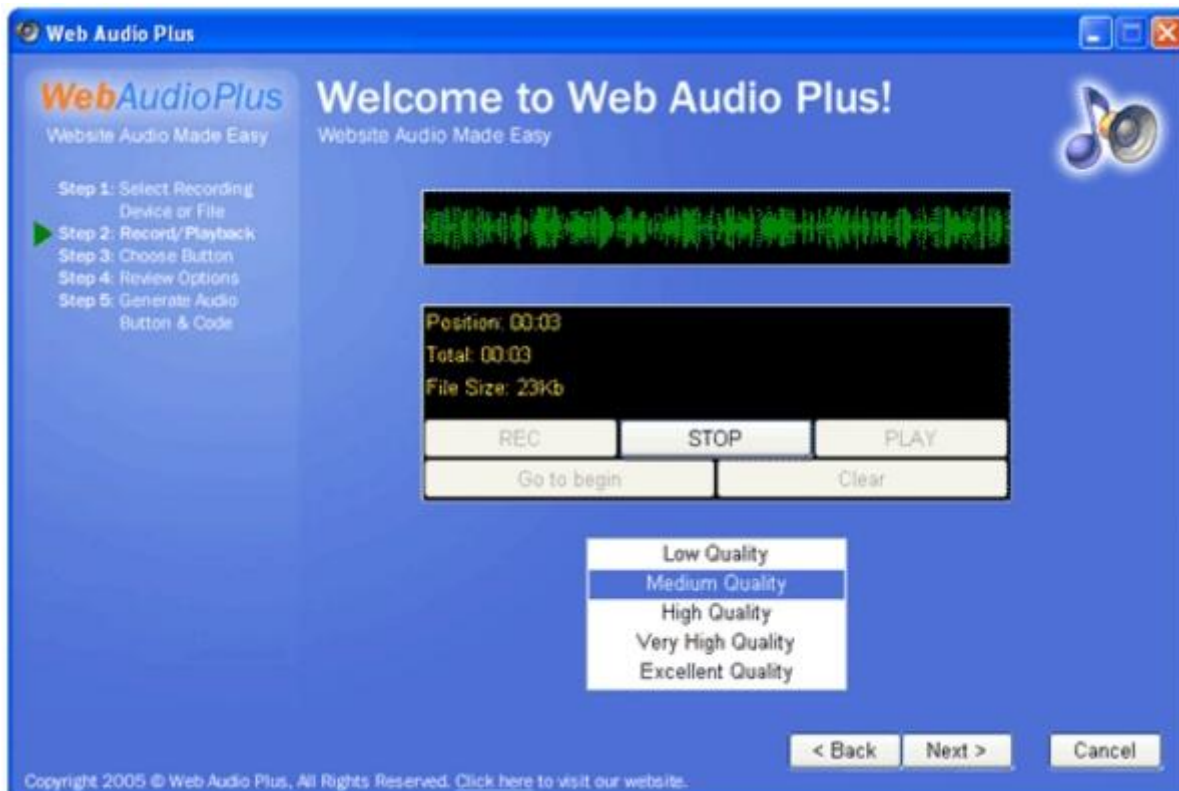 Web Audio Plus
WebAudioPlus
Website Audio Made Easy
Step 1: Select Recording
Device or File
Step 2: Record/Playback
Step 3: Choose Button
Step 4: Review Options
Step 5: Generate Audio
Button & Code
Welcome to Web Audio Plus!
Website Audio Made Easy
Position: 00:03
Total: 00:03
File Size: 23Kb
REC STOP PLAY
Go to begin Clear
Low Quality
Medium Quality
High Quality
Very High Quality
Excellent Quality
< Back Next > Cancel
Copyright 2005 © Web Audio Plus, All Rights Reserved. Click here to visit our website.